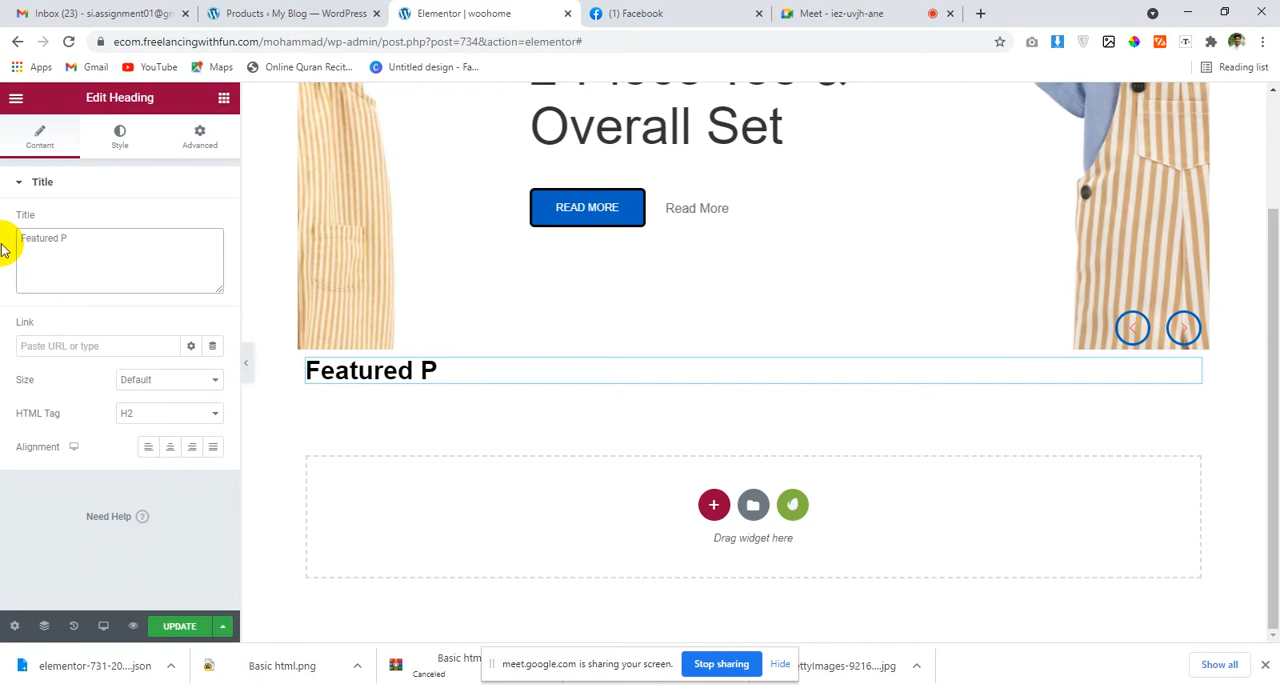 Inbox (23) - si.assignment01@gm
Products ‹ My Blog — WordPress
Elementor | woohome
(1) Facebook
Meet - iez-uvjh-ane
ecom.freelancingwithfun.com/mohammad/wp-admin/post.php?post=734&action=elementor#
Apps
Gmail
YouTube
Maps
Online Quran Recit...
Untitled design - Fa...
Reading list
Edit Heading
Content
Style
Advanced
Overall Set
Title
READ MORE
Read More
Title
Featured P
Link
Paste URL or type
Featured P
Size
Default
HTML Tag
H2
Alignment
Need Help
Drag widget here
UPDATE
elementor-731-20....json
Basic html.png
Basic htm
Canceled
meet.google.com is sharing your screen.
Stop sharing
Hide
ettyImages-9216....jpg
Show all